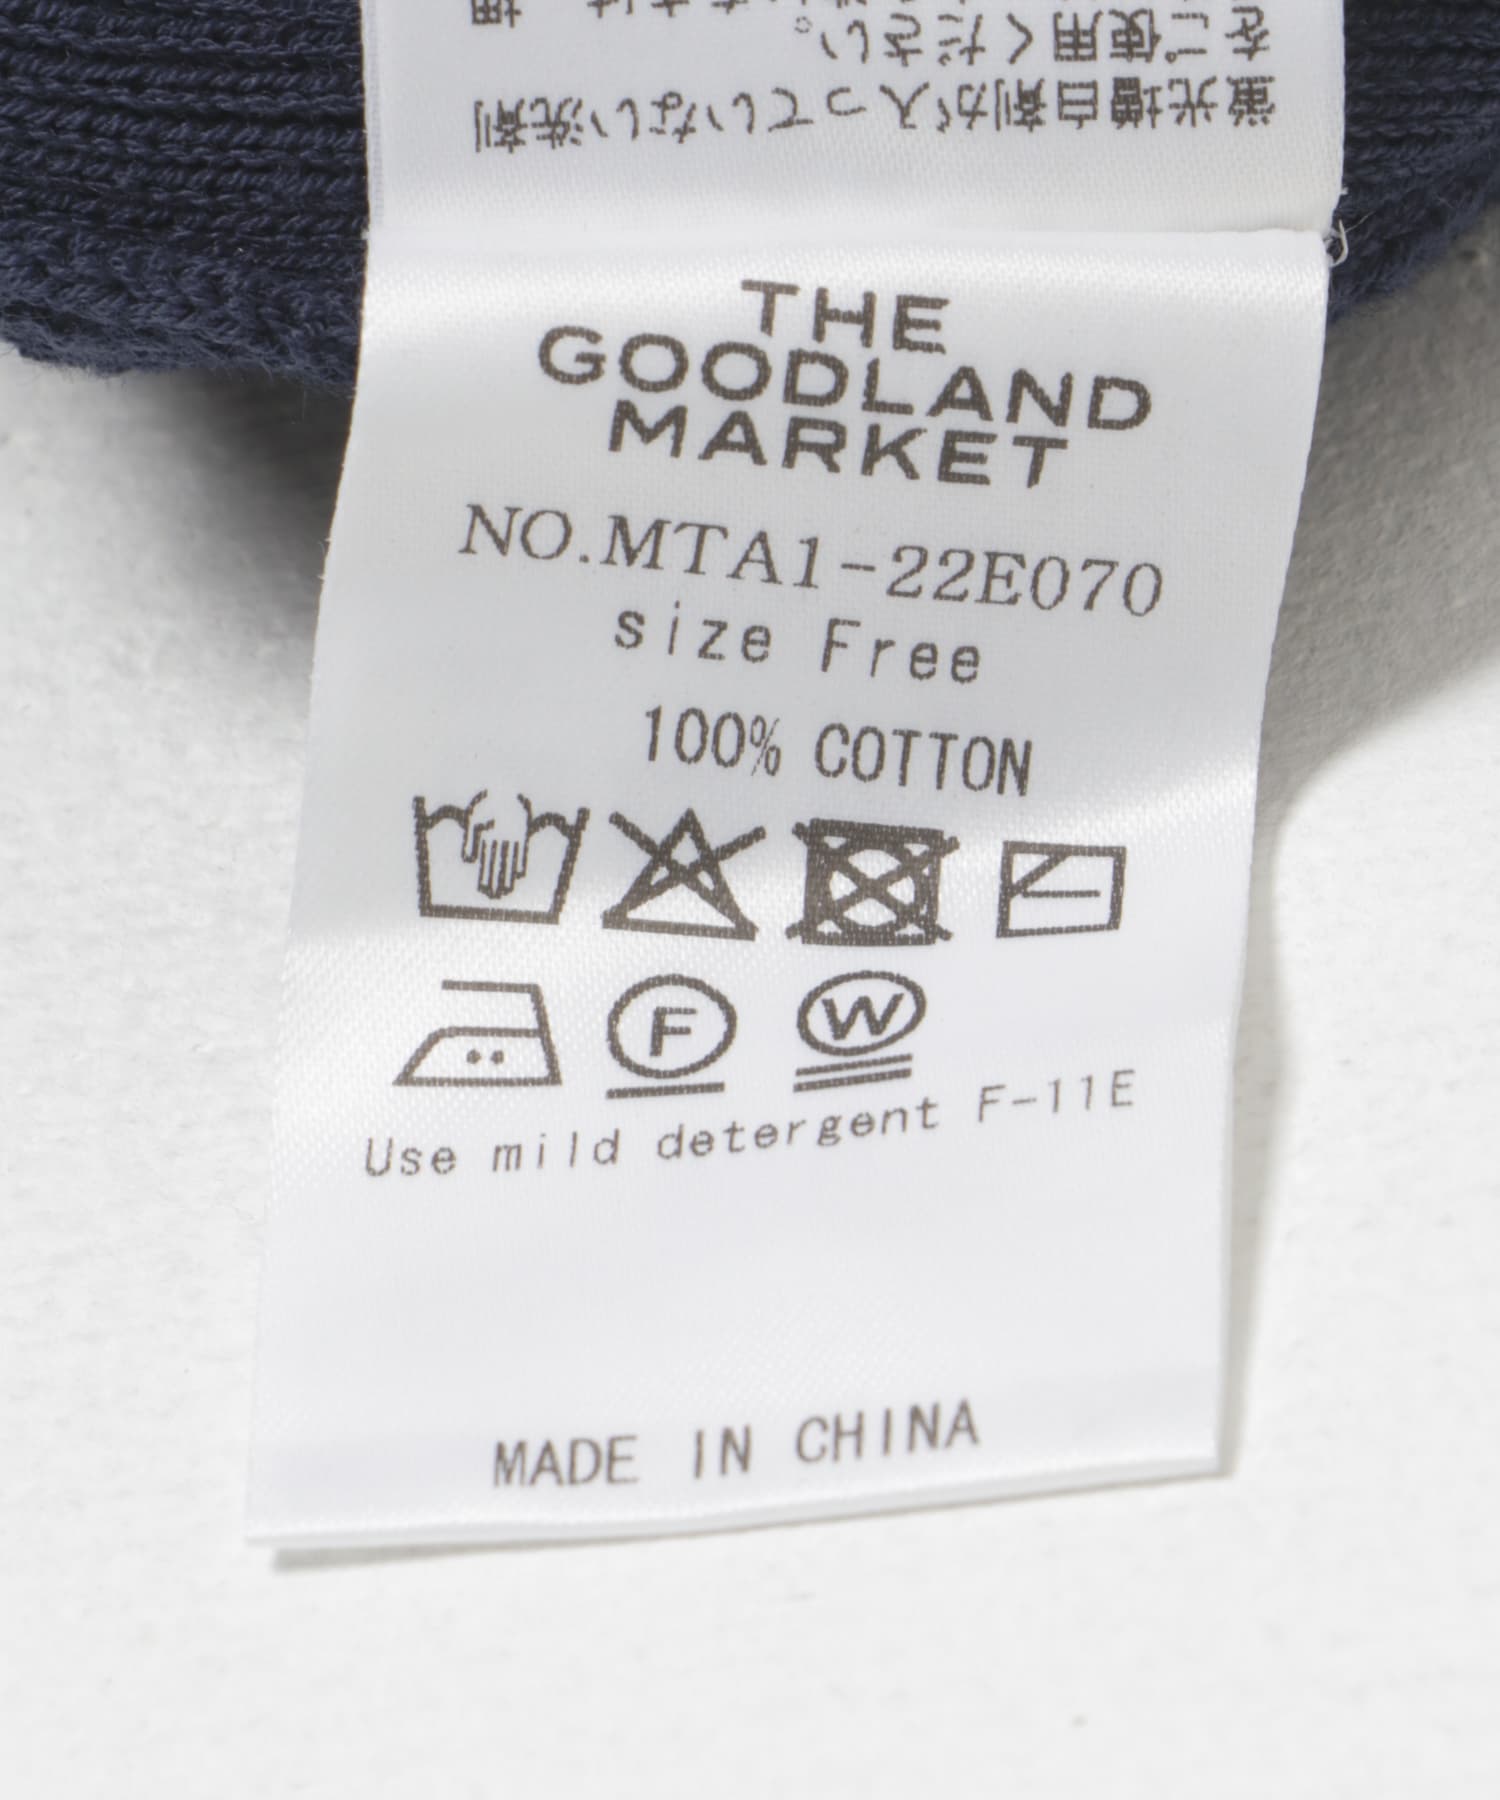 をご使用ください。
蛍光増白剤が入っていない洗剤
THE
GOODLAND
MARKET
NO.MTA1-22E070
size Free
100% COTTON
F
W
Use mild detergent F-11E
MADE IN CHINA